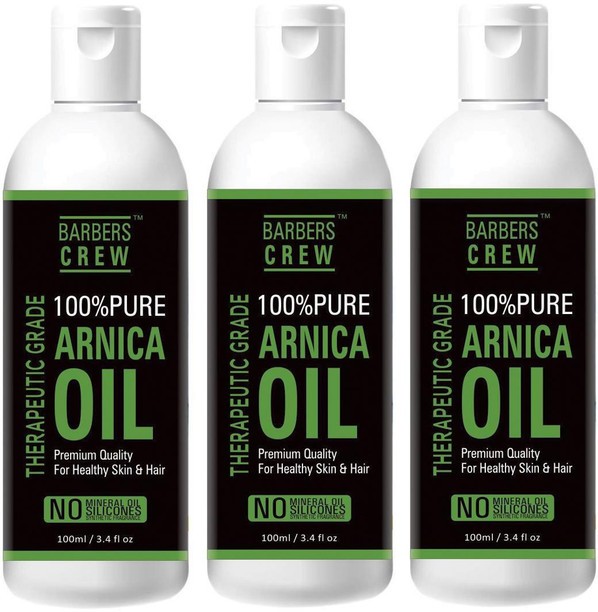 BARBERS
CREW
TM
THERAPEUTIC GRADE
100%PURE
ARNICA
OIL
Premium Quality
For Healthy Skin & Hair
NO MINERAL OIL
SILICONES
SYNTHETIC FRAGRANCE
100ml / 3.4 fl oz
BARBERS
CREW
TM
THERAPEUTIC GRADE
100%PURE
ARNICA
OIL
Premium Quality
For Healthy Skin & Hair
NO MINERAL OIL
SILICONES
SYNTHETIC FRAGRANCE
100ml / 3.4 fl oz
BARBERS
CREW
TM
THERAPEUTIC GRADE
100%PURE
ARNICA
OIL
Premium Quality
For Healthy Skin & Hair
NO MINERAL OIL
SILICONES
SYNTHETIC FRAGRANCE
100ml / 3.4 fl oz